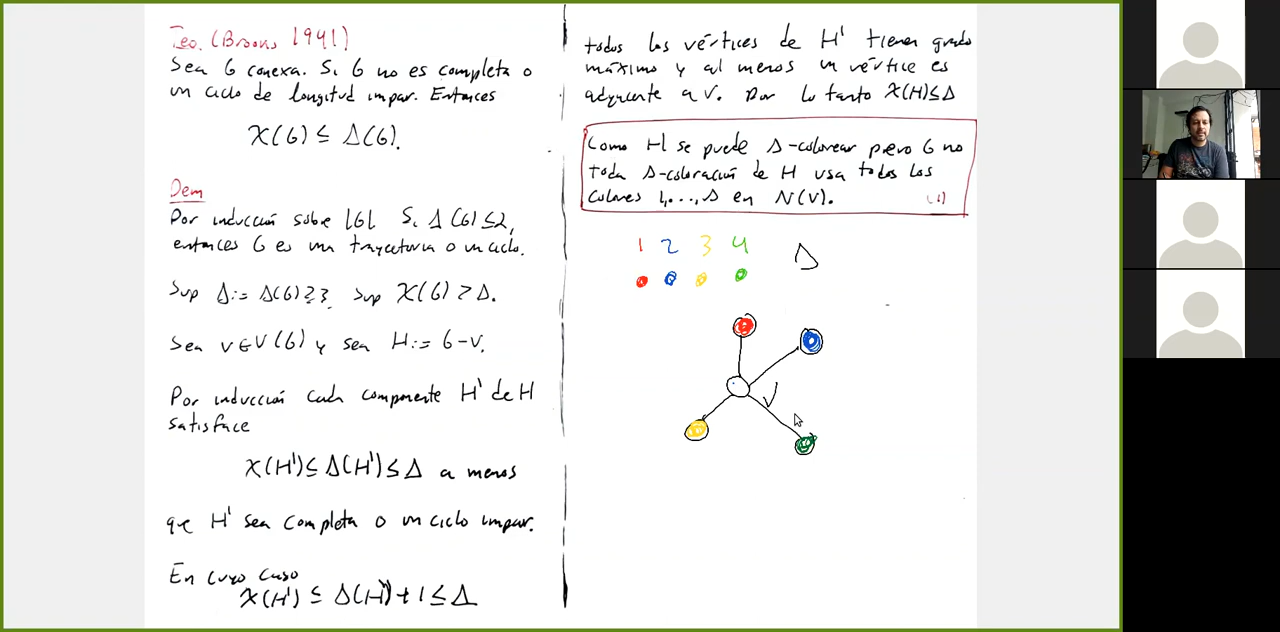 Teo. (Brooks 1941)
Sea G conexa. Si G no es completa o
un ciclo de longitud impar. Entonces
χ(G) ≤ Δ(G).
Dem
Por inducción sobre |G|. Si Δ(G) ≤ 2,
entonces G es una trayectoria o un ciclo.
Sup Δ := Δ(G) ≥ 3. Sup χ(G) > Δ.
Sea v ∈ V(G) y sea H := G - v.
Por inducción cada componente H' de H
satisface
χ(H') ≤ Δ(H') ≤ Δ a menos
que H' sea completa o un ciclo impar.
En cuyo caso
χ(H') ≤ Δ(H') + 1 ≤ Δ
todos los vértices de H' tienen grado
máximo y al menos un vértice es
adyacente a v. Por lo tanto χ(H) ≤ Δ
Como H se puede Δ-colorear pero G no
toda Δ-coloración de H usa todos los
colores 1,...,Δ en N(v). (1)
1 2 3 4 Δ
v